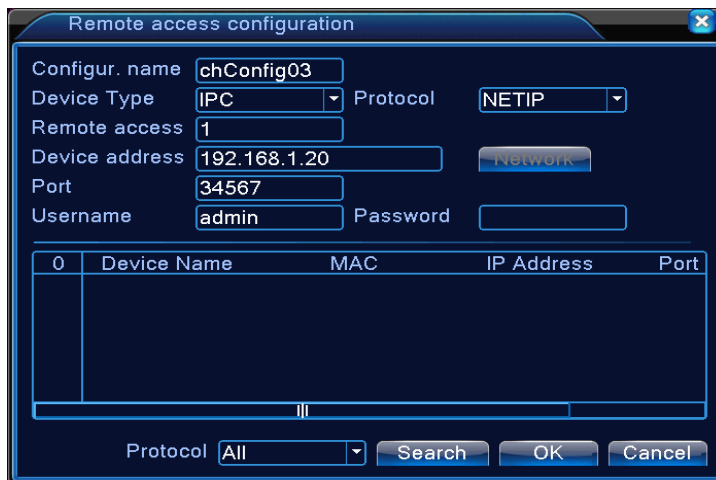 Remote access configuration
Configur. name chConfig03
Device Type IPC Protocol NETIP
Remote access 1
Device address 192.168.1.20 Network
Port 34567
Username admin Password
0 Device Name MAC IP Address Port
Protocol All Search OK Cancel